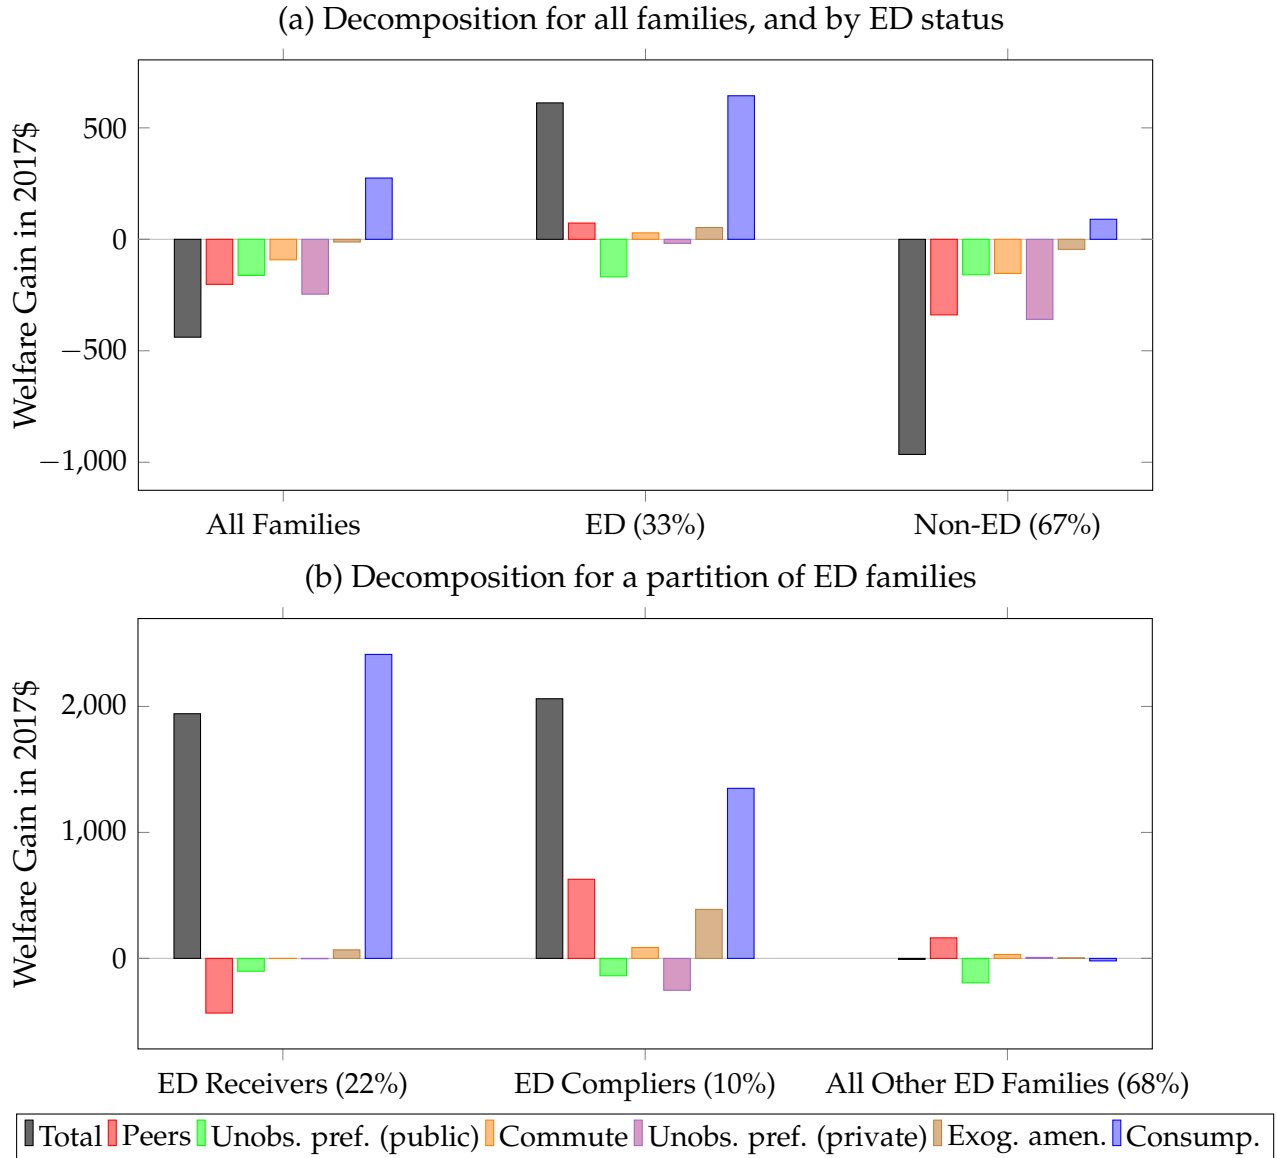 (a) Decomposition for all families, and by ED status
Welfare Gain in 2017$
500
0
−500
−1,000
All Families
ED (33%)
Non-ED (67%)
(b) Decomposition for a partition of ED families
Welfare Gain in 2017$
2,000
1,000
0
ED Receivers (22%)
ED Compliers (10%)
All Other ED Families (68%)
Total Peers Unobs. pref. (public) Commute Unobs. pref. (private) Exog. amen. Consump.